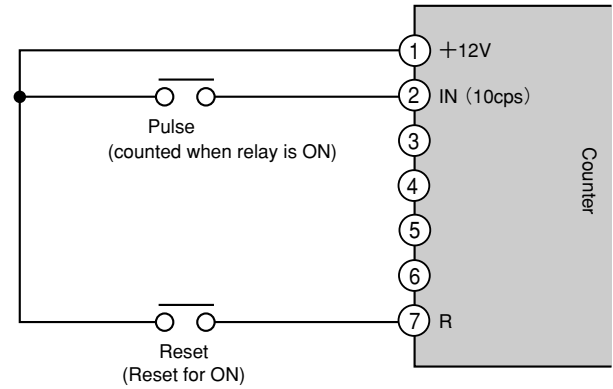 1 +12V
2 IN (10cps)
Pulse
(counted when relay is ON)
3
4
5
6
7 R
Reset
(Reset for ON)
Counter